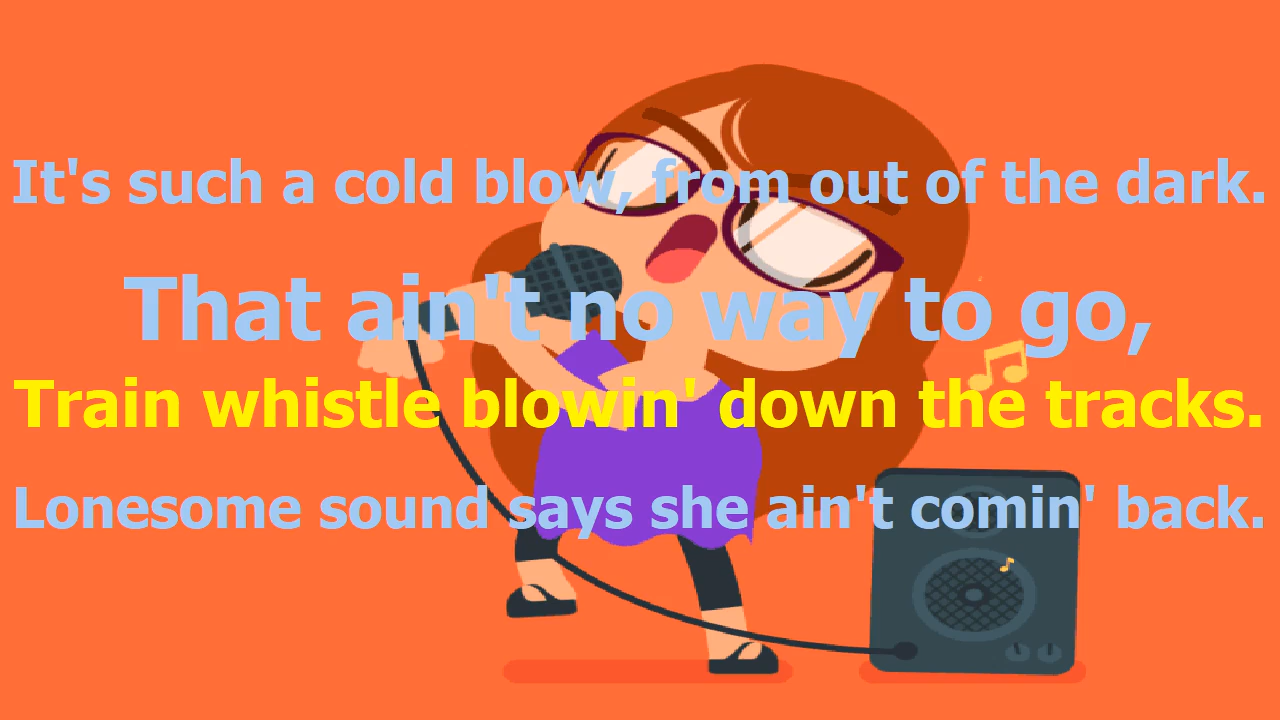 It's such a cold blow, from out of the dark.
That ain't no way to go,
Train whistle blowin' down the tracks.
Lonesome sound says she ain't comin' back.